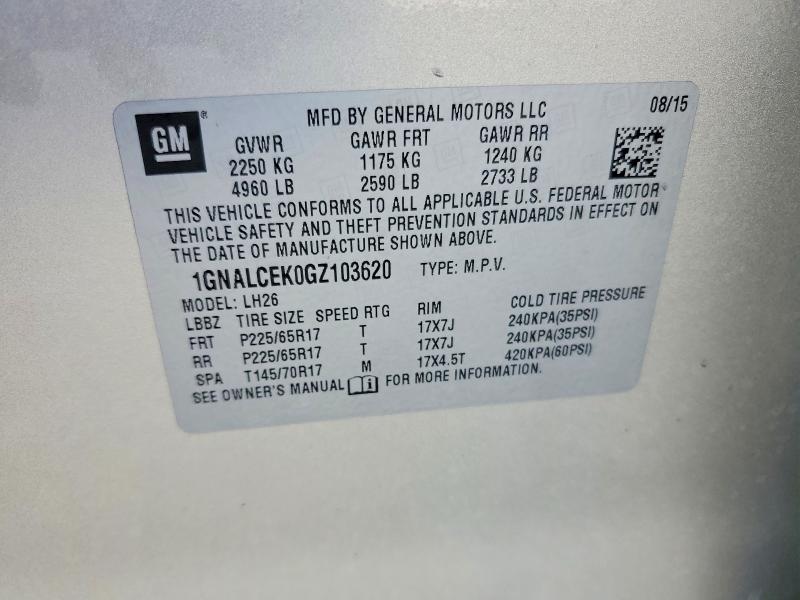 GM®
MFD BY GENERAL MOTORS LLC 08/15
GVWR GAWR FRT GAWR RR
2250 KG 1175 KG 1240 KG
4960 LB 2590 LB 2733 LB
THIS VEHICLE CONFORMS TO ALL APPLICABLE U.S. FEDERAL MOTOR
VEHICLE SAFETY AND THEFT PREVENTION STANDARDS IN EFFECT ON
THE DATE OF MANUFACTURE SHOWN ABOVE.
1GNALCEK0GZ103620 TYPE: M.P.V.
MODEL: LH26
LBBZ TIRE SIZE SPEED RTG RIM COLD TIRE PRESSURE
FRT P225/65R17 T 17X7J 240KPA(35PSI)
RR P225/65R17 T 17X7J 240KPA(35PSI)
SPA T145/70R17 M 17X4.5T 420KPA(60PSI)
SEE OWNER'S MANUAL i FOR MORE INFORMATION.